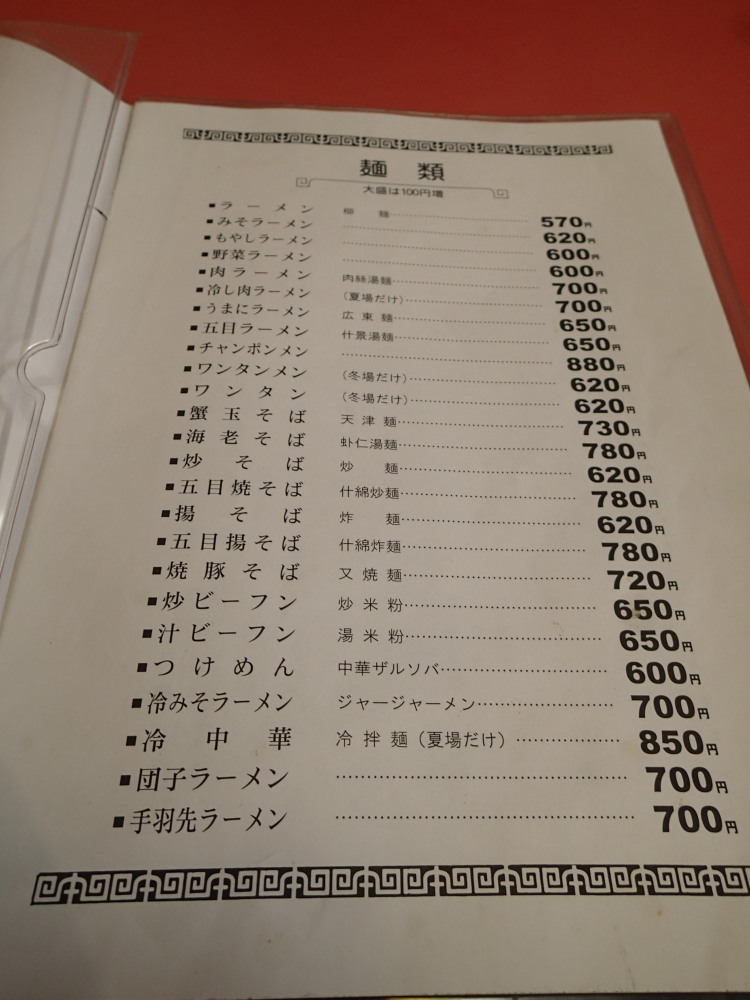 麺類
大盛は100円増
■ラーメン 柳麺 570円
■みそラーメン 620円
■もやしラーメン 600円
■野菜ラーメン 600円
■肉ラーメン 肉絲湯麺 700円
■冷し肉ラーメン (夏場だけ) 700円
■うまにラーメン 広東麺 650円
■五目ラーメン 什景湯麺 650円
■チャンポンメン 880円
■ワンタンメン (冬場だけ) 620円
■ワンタン (冬場だけ) 620円
■蟹玉そば 天津麺 730円
■海老そば 虾仁湯麺 780円
■炒そば 炒麺 620円
■五目焼そば 什綿炒麺 780円
■揚そば 炸麺 620円
■五目揚そば 什綿炸麺 780円
■焼豚そば 叉焼麺 720円
■炒ビーフン 炒米粉 650円
■汁ビーフン 湯米粉 650円
■つけめん 中華ザルソバ 600円
■冷みそラーメン ジャージャーメン 700円
■冷中華 冷拌麺(夏場だけ) 850円
■団子ラーメン 700円
■手羽先ラーメン 700円